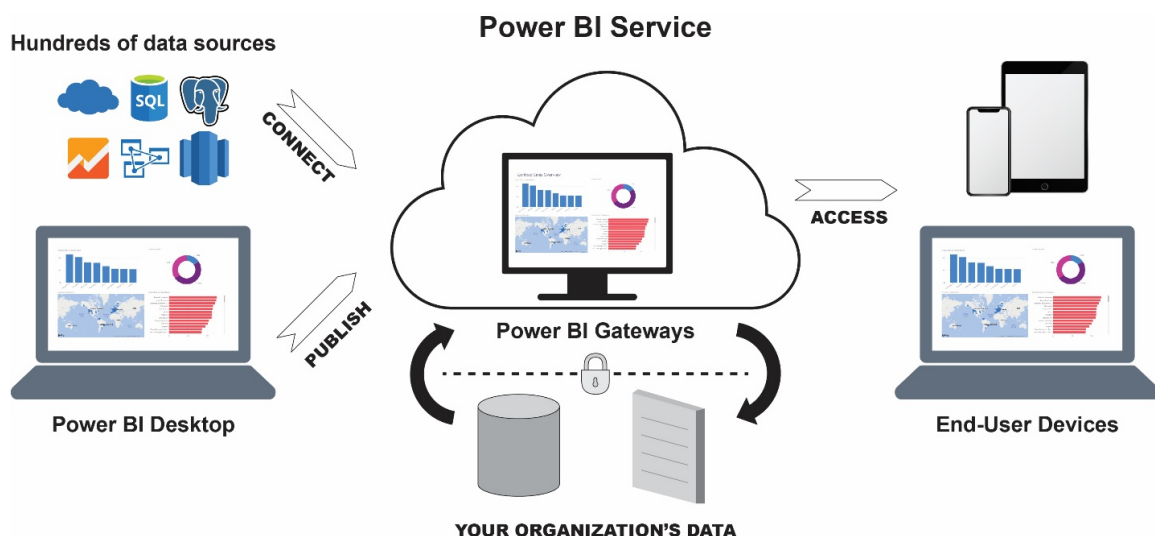 Power BI Service
Hundreds of data sources
SQL
CONNECT
ACCESS
PUBLISH
Power BI Gateways
Power BI Desktop
End-User Devices
YOUR ORGANIZATION'S DATA